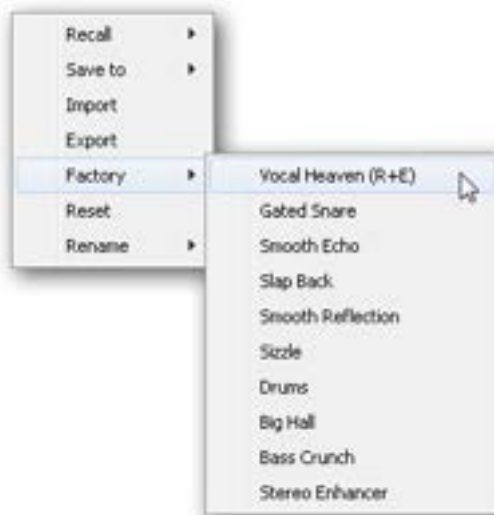 Recall
Save to
Import
Export
Factory
Reset
Rename
Vocal Heaven (R+E)
Gated Snare
Smooth Echo
Slap Back
Smooth Reflection
Sizzle
Drums
Big Hall
Bass Crunch
Stereo Enhancer